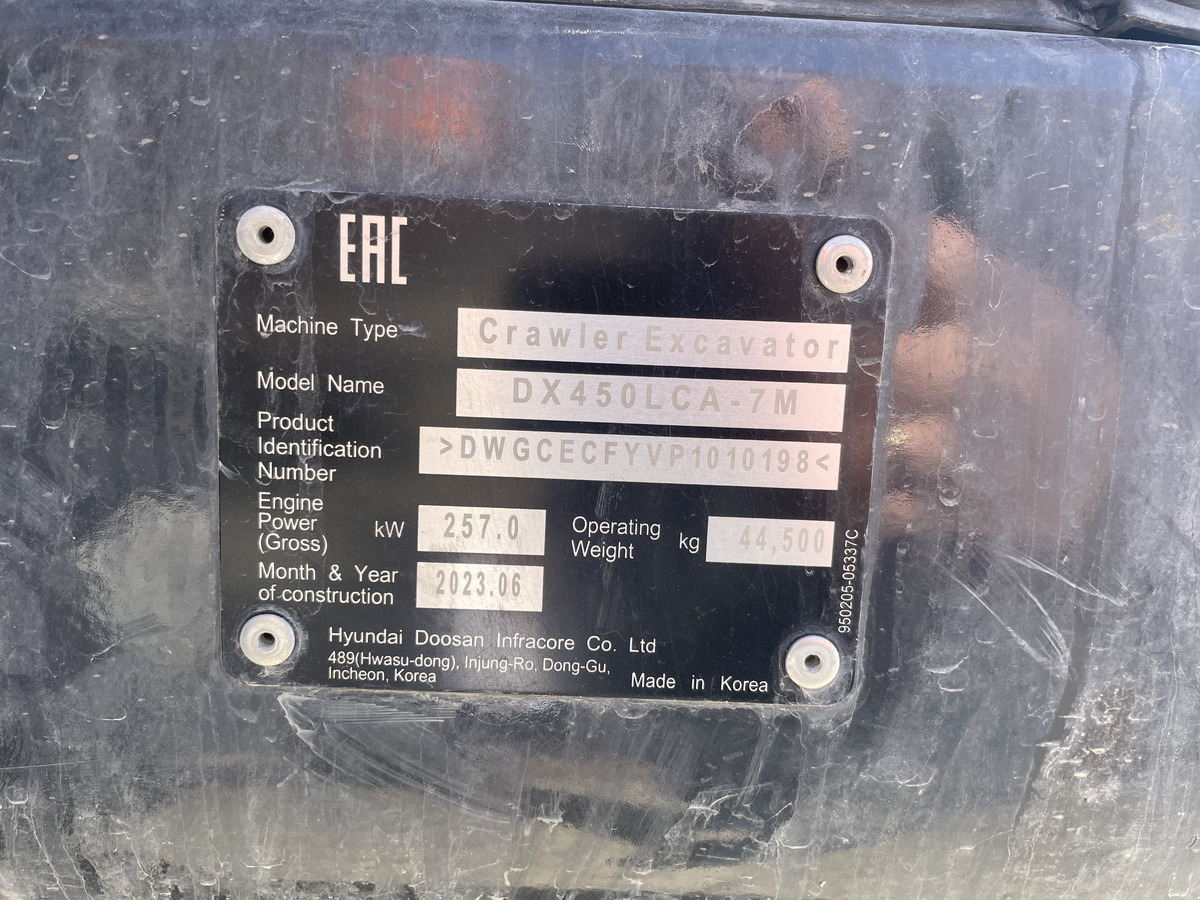 EAC
Machine Type Crawler Excavator
Model Name DX450LCA-7M
Product
Identification
Number
>DWGCECFYVP1010198<
Engine
Power
(Gross)
kW 257.0
Operating
Weight
kg 44,500
Month & Year
of construction
2023.06
950205-05337C
Hyundai Doosan Infracore Co. Ltd
489(Hwasu-dong), Injung-Ro, Dong-Gu,
Incheon, Korea
Made in Korea